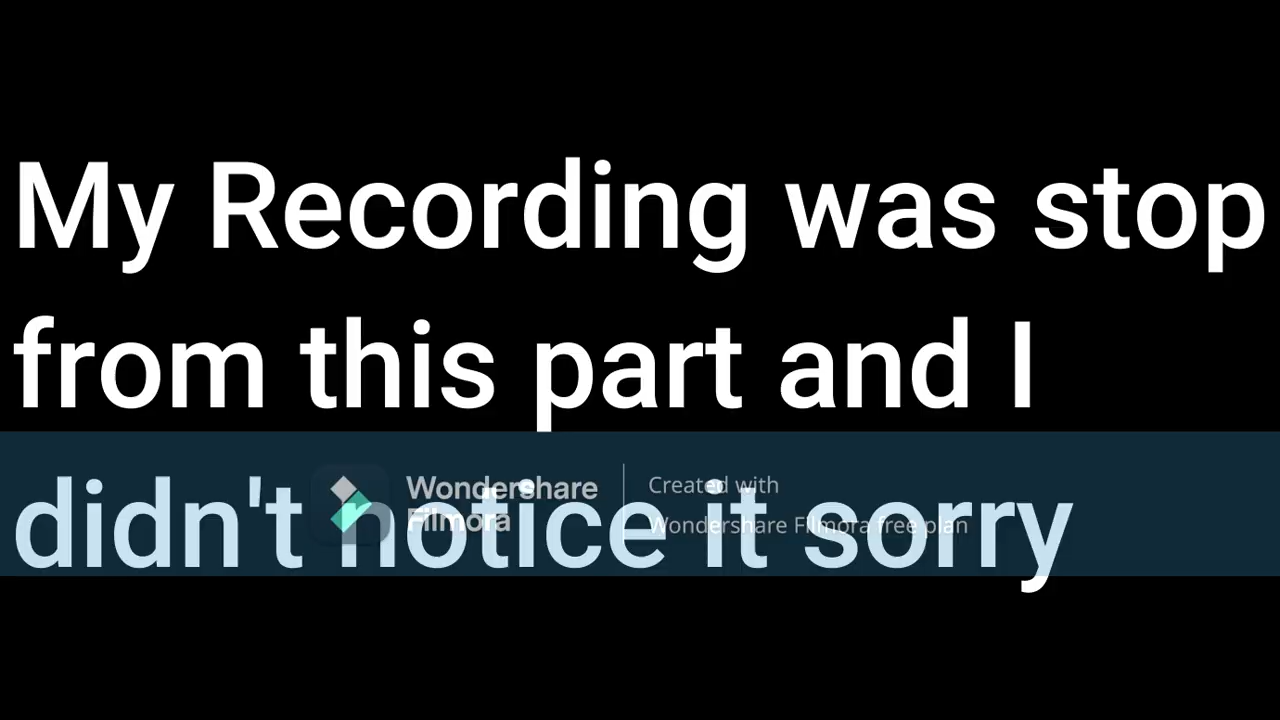 My Recording was stop
from this part and I
didn't notice it sorry
Wondershare
Filmora
Created with
Wondershare Filmora free plan